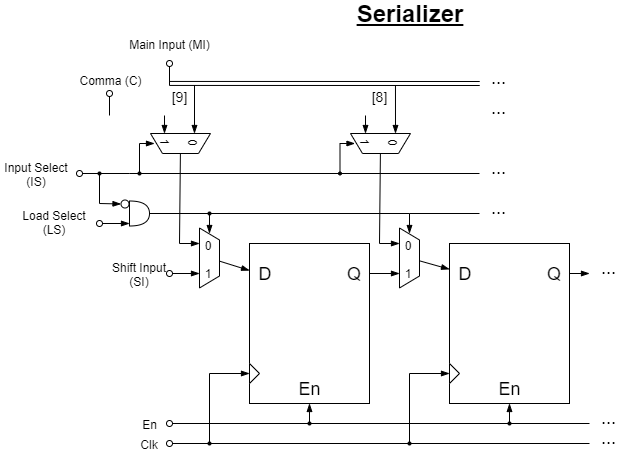 Serializer
Main Input (MI)
Comma (C)
...
[9]
[8]
...
1
0
1
0
Input Select
(IS)
...
Load Select
(LS)
...
0
1
0
1
Shift Input
(SI)
D
Q
D
Q
...
En
En
En
...
Clk
...